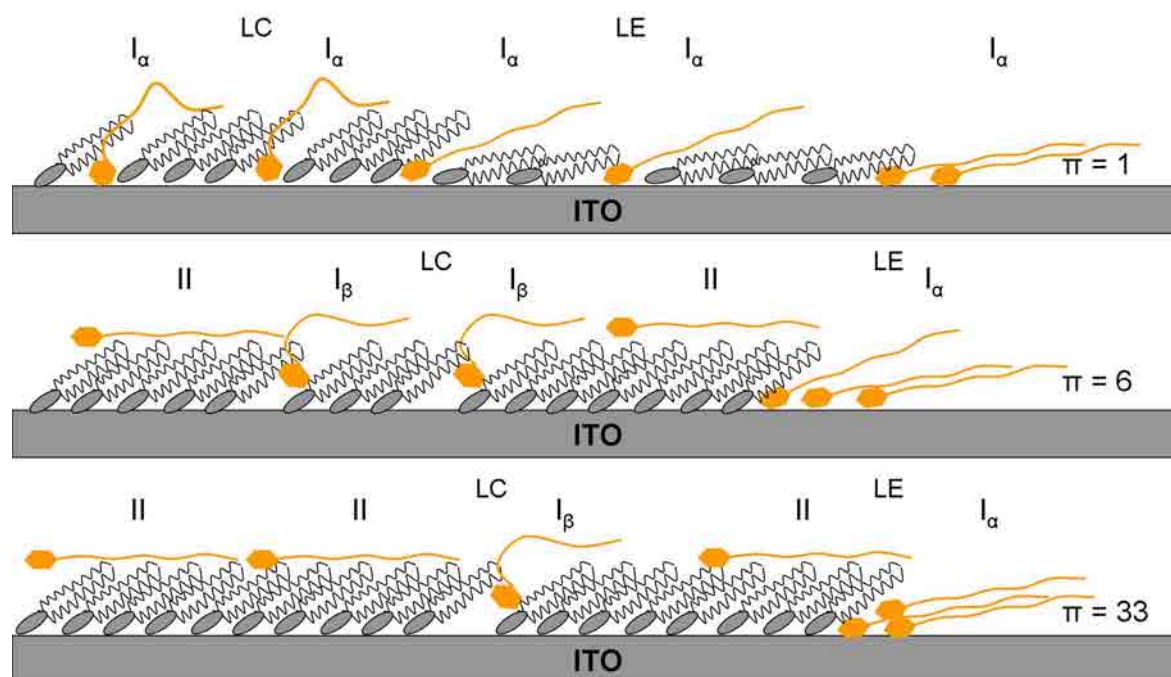 LC LE
Iα Iα Iα Iα Iα
π = 1
ITO
LC LE
II Iβ Iβ II Iα
π = 6
ITO
LC LE
II II Iβ II Iα
π = 33
ITO